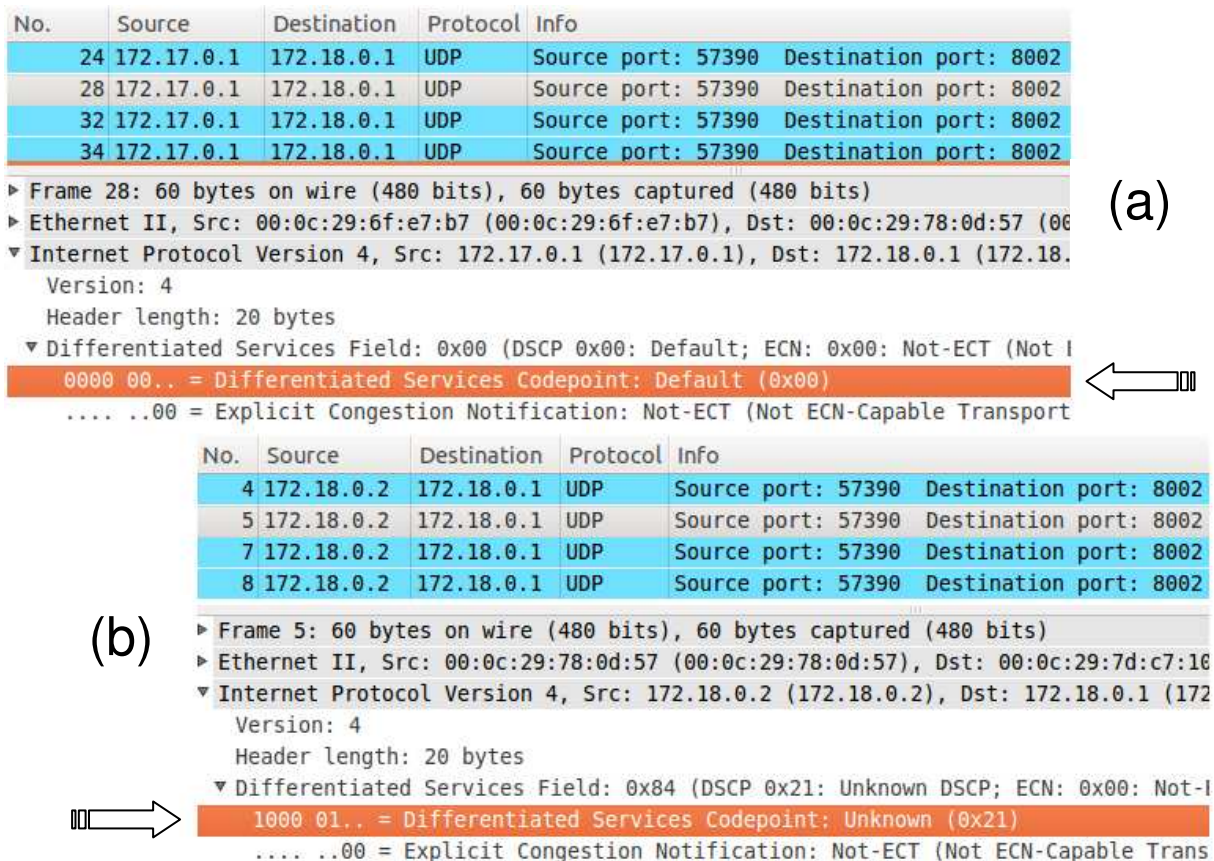 No. Source Destination Protocol Info
24 172.17.0.1 172.18.0.1 UDP Source port: 57390 Destination port: 8002
28 172.17.0.1 172.18.0.1 UDP Source port: 57390 Destination port: 8002
32 172.17.0.1 172.18.0.1 UDP Source port: 57390 Destination port: 8002
34 172.17.0.1 172.18.0.1 UDP Source port: 57390 Destination port: 8002
Frame 28: 60 bytes on wire (480 bits), 60 bytes captured (480 bits)
(a)
Ethernet II, Src: 00:0c:29:6f:e7:b7 (00:0c:29:6f:e7:b7), Dst: 00:0c:29:78:0d:57 (00
Internet Protocol Version 4, Src: 172.17.0.1 (172.17.0.1), Dst: 172.18.0.1 (172.18.
Version: 4
Header length: 20 bytes
Differentiated Services Field: 0x00 (DSCP 0x00: Default; ECN: 0x00: Not-ECT (Not
0000 00.. = Differentiated Services Codepoint: Default (0x00)
.... ..00 = Explicit Congestion Notification: Not-ECT (Not ECN-Capable Transport
No. Source Destination Protocol Info
4 172.18.0.2 172.18.0.1 UDP Source port: 57390 Destination port: 8002
5 172.18.0.2 172.18.0.1 UDP Source port: 57390 Destination port: 8002
7 172.18.0.2 172.18.0.1 UDP Source port: 57390 Destination port: 8002
8 172.18.0.2 172.18.0.1 UDP Source port: 57390 Destination port: 8002
(b)
Frame 5: 60 bytes on wire (480 bits), 60 bytes captured (480 bits)
Ethernet II, Src: 00:0c:29:78:0d:57 (00:0c:29:78:0d:57), Dst: 00:0c:29:7d:c7:10
Internet Protocol Version 4, Src: 172.18.0.2 (172.18.0.2), Dst: 172.18.0.1 (172
Version: 4
Header length: 20 bytes
Differentiated Services Field: 0x84 (DSCP 0x21: Unknown DSCP; ECN: 0x00: Not-
1000 01.. = Differentiated Services Codepoint: Unknown (0x21)
.... ..00 = Explicit Congestion Notification: Not-ECT (Not ECN-Capable Trans